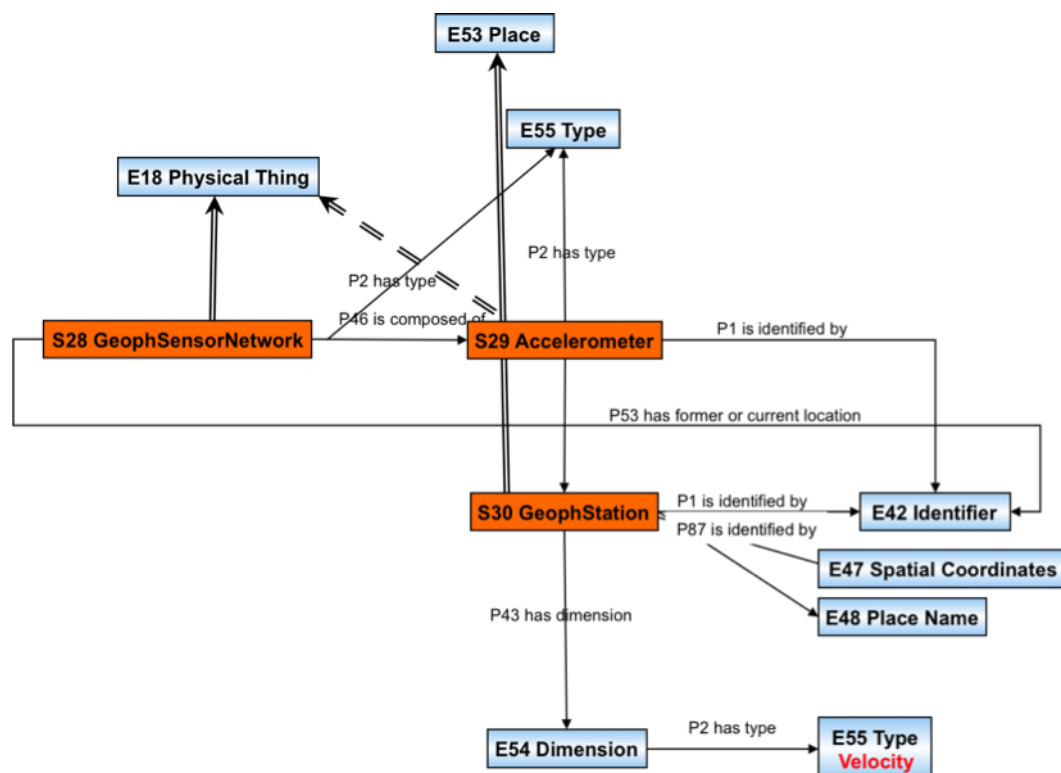 E53 Place
E55 Type
E18 Physical Thing
P2 has type
P2 has type
P46 is composed of
P1 is identified by
S28 GeophSensorNetwork
S29 Accelerometer
P53 has former or current location
P1 is identified by
S30 GeophStation
E42 Identifier
P87 is identified by
E47 Spatial Coordinates
E48 Place Name
P43 has dimension
P2 has type
E54 Dimension
E55 Type
Velocity